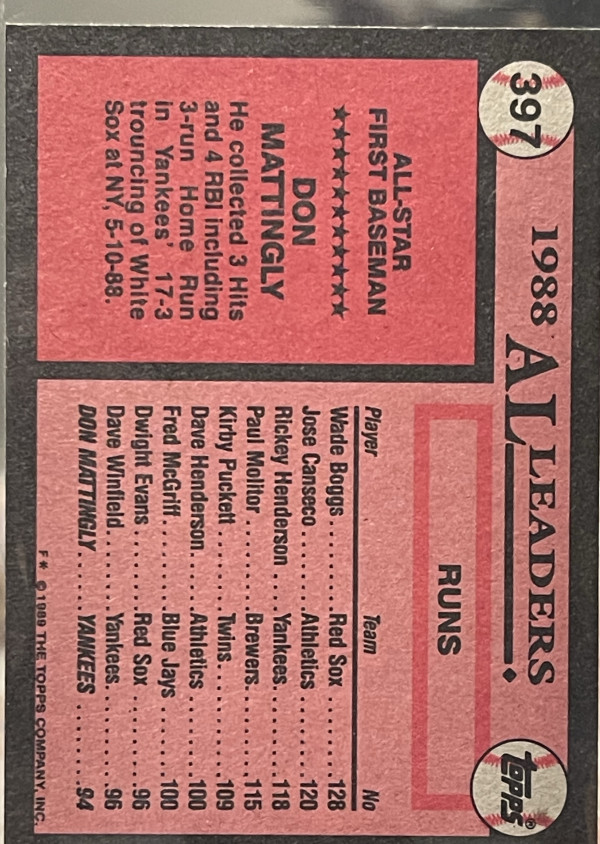 397
1988 AL LEADERS
topps®
ALL-STAR
FIRST BASEMAN
★★★★★★★★★★★
DON
MATTINGLY
He collected 3 Hits
and 4 RBI including
3-run Home Run
in Yankees' 17-3
trouncing of White
Sox at NY, 5-10-88.
RUNS
Player Team No
Wade Boggs.......Red Sox.......128
Jose Canseco......Athletics......120
Rickey Henderson...Yankees.....118
Paul Molitor........Brewers......115
Kirby Puckett.......Twins........109
Dave Henderson....Athletics......100
Fred McGriff........Blue Jays.....100
Dwight Evans.......Red Sox.......96
Dave Winfield.......Yankees.......96
DON MATTINGLY.....YANKEES.......94
F* © 1989 THE TOPPS COMPANY, INC.